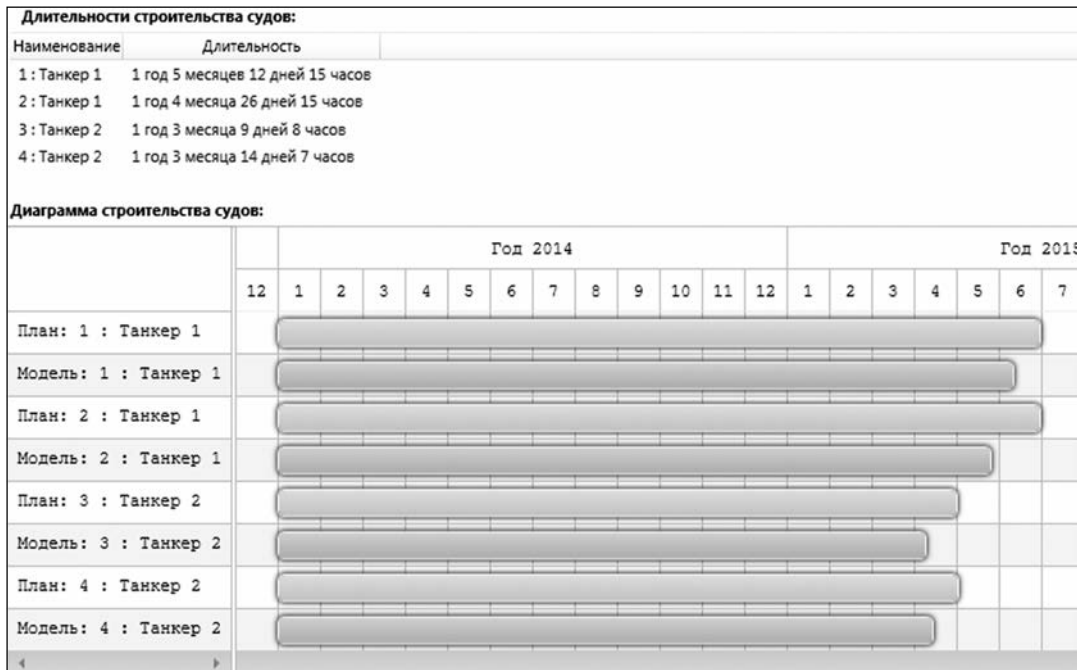 Длительности строительства судов:
Наименование Длительность
1 : Танкер 1 1 год 5 месяцев 12 дней 15 часов
2 : Танкер 1 1 год 4 месяца 26 дней 15 часов
3 : Танкер 2 1 год 3 месяца 9 дней 8 часов
4 : Танкер 2 1 год 3 месяца 14 дней 7 часов
Диаграмма строительства судов:
Год 2014 Год 2015
12 1 2 3 4 5 6 7 8 9 10 11 12 1 2 3 4 5 6 7
План: 1 : Танкер 1
Модель: 1 : Танкер 1
План: 2 : Танкер 1
Модель: 2 : Танкер 1
План: 3 : Танкер 2
Модель: 3 : Танкер 2
План: 4 : Танкер 2
Модель: 4 : Танкер 2